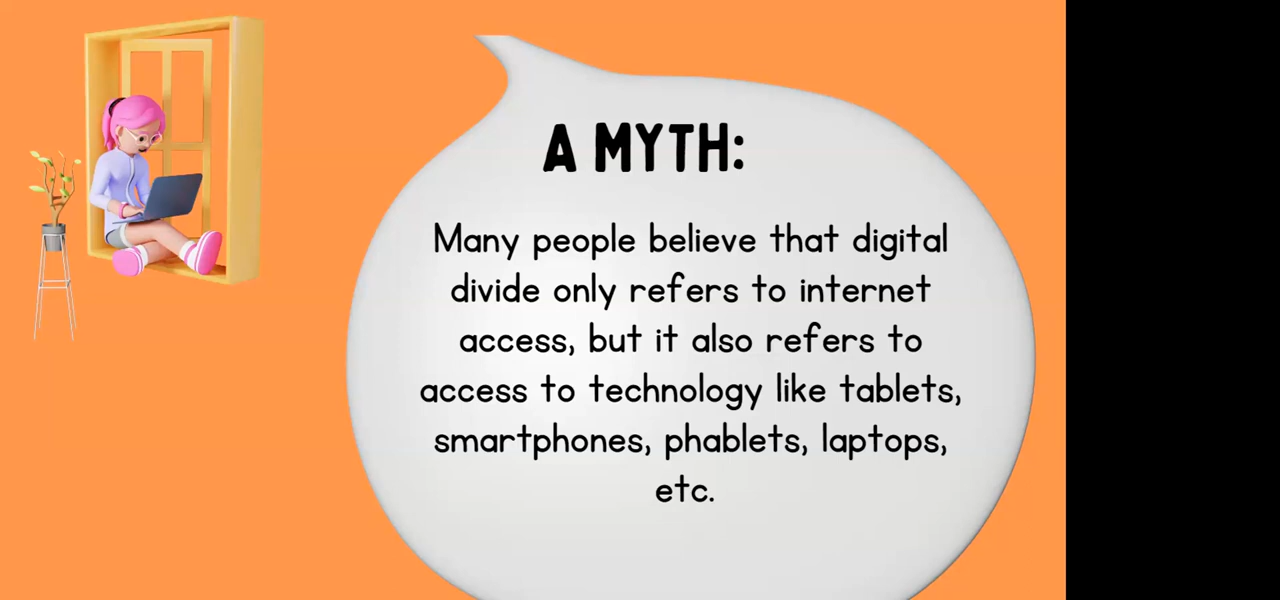 A MYTH:
Many people believe that digital
divide only refers to internet
access, but it also refers to
access to technology like tablets,
smartphones, phablets, laptops,
etc.